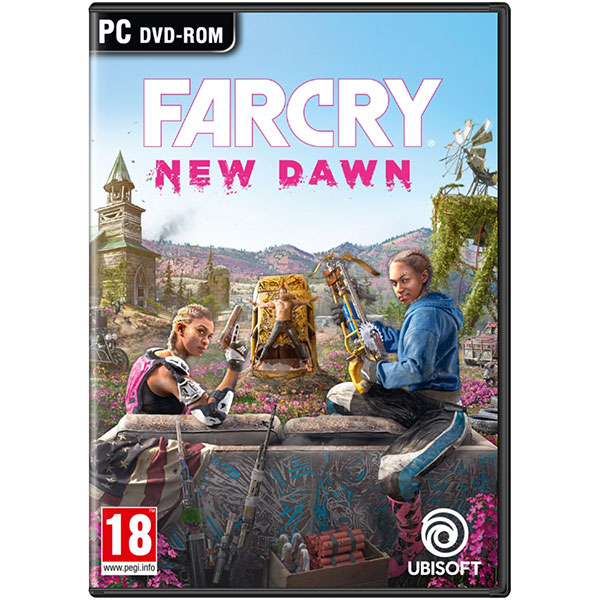 PC DVD-ROM
FARCRY®
NEW DAWN
18
www.pegi.info
UBISOFT